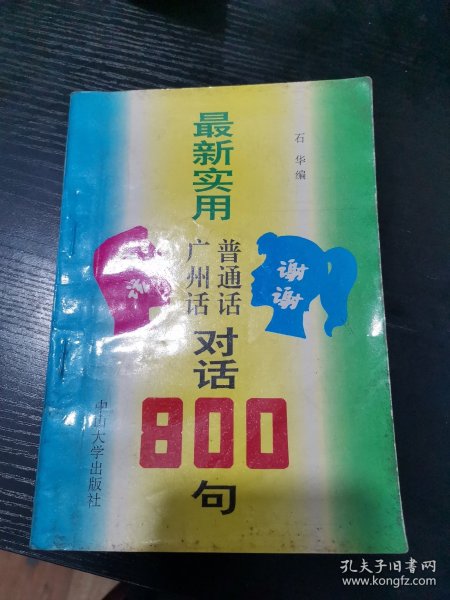 最新实用
石华编
普通话
广州话
对话
800
句
谢谢
中山大学出版社
孔夫子旧书网
www.kongfz.com